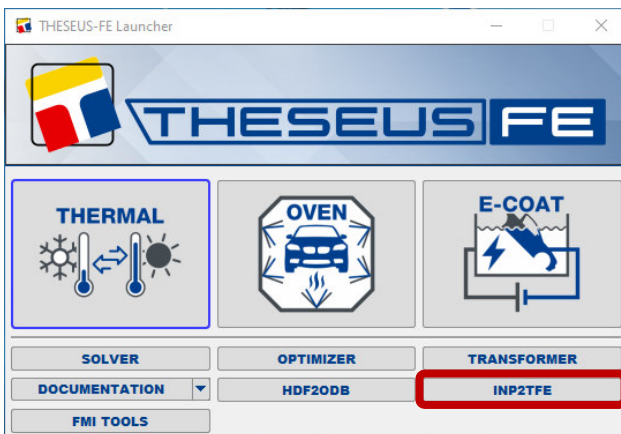 THESEUS-FE Launcher
THESEUS FE
THERMAL
OVEN
E-COAT
SOLVER
OPTIMIZER
TRANSFORMER
DOCUMENTATION
HDF2ODB
INP2TFE
FMI TOOLS